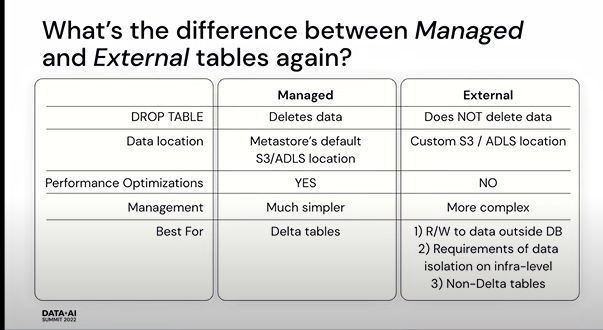 What's the difference between Managed
and External tables again?
Managed
External
DROP TABLE
Deletes data
Does NOT delete data
Data location
Metastore's default
S3/ADLS location
Custom S3 / ADLS location
Performance Optimizations
YES
NO
Management
Much simpler
More complex
Best For
Delta tables
1) R/W to data outside DB
2) Requirements of data
isolation on infra-level
3) Non-Delta tables
DATA+AI
SUMMIT 2022